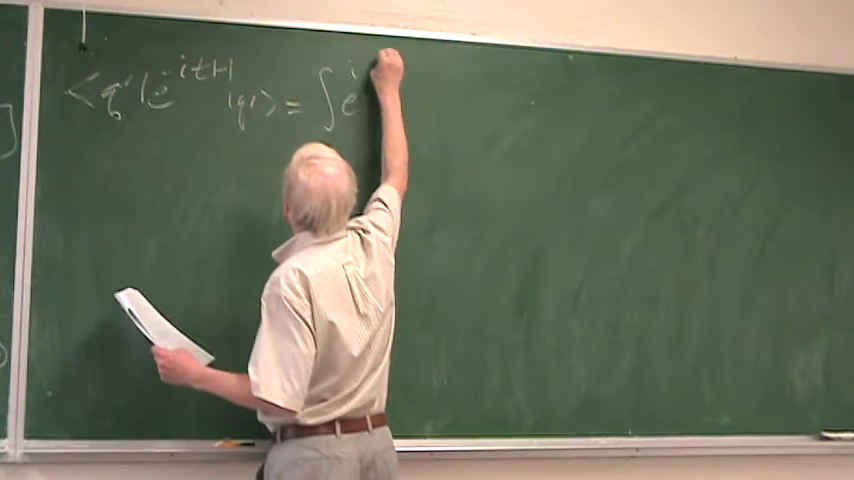 <q'|e^{-itH}|q'> = ∫ e^i